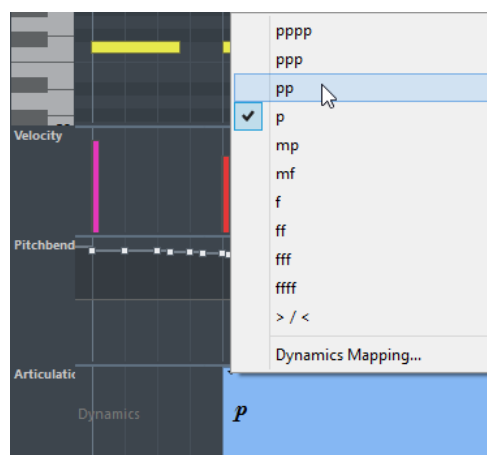 pppp
ppp
pp
p
mp
mf
f
ff
fff
ffff
> / <
Dynamics Mapping...
Velocity
Pitchbend
Articulatic
Dynamics
p